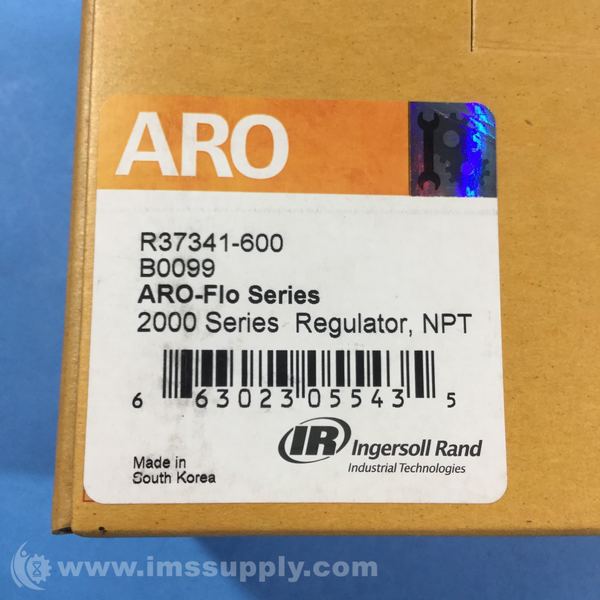 ARO
R37341-600
B0099
ARO-Flo Series
2000 Series Regulator, NPT
6 63023 05543 5
IR Ingersoll Rand
Industrial Technologies
Made in
South Korea
www.imssupply.com